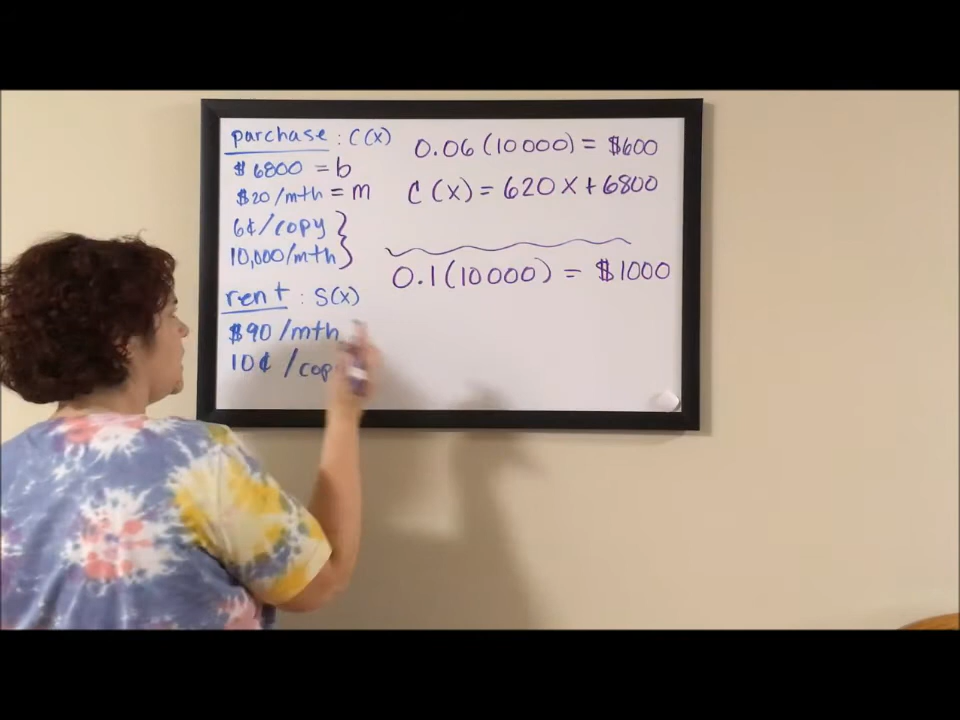 purchase : C(x)
$6800 = b
$20/mth = m
6¢/copy
10,000/mth
rent : S(x)
$90 /mth
10¢ /cop
0.06 (10000) = $600
C(x) = 620x + 6800
0.1(10000) = $1000